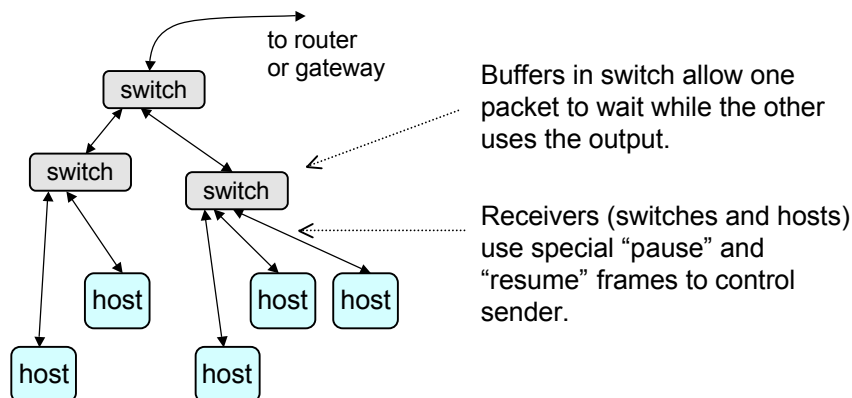 to router
or gateway
switch
Buffers in switch allow one
packet to wait while the other
uses the output.
switch
switch
Receivers (switches and hosts)
use special “pause” and
“resume” frames to control
sender.
host
host
host
host
host